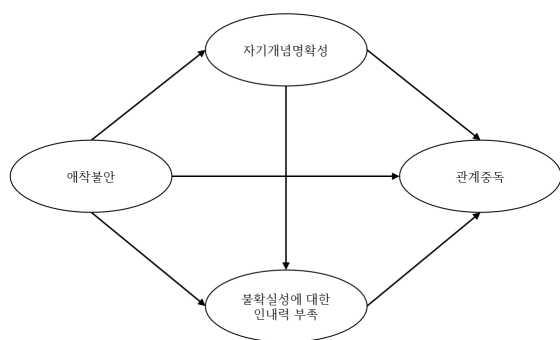 자기개념명확성
애착불안
관계중독
불확실성에 대한
인내력 부족